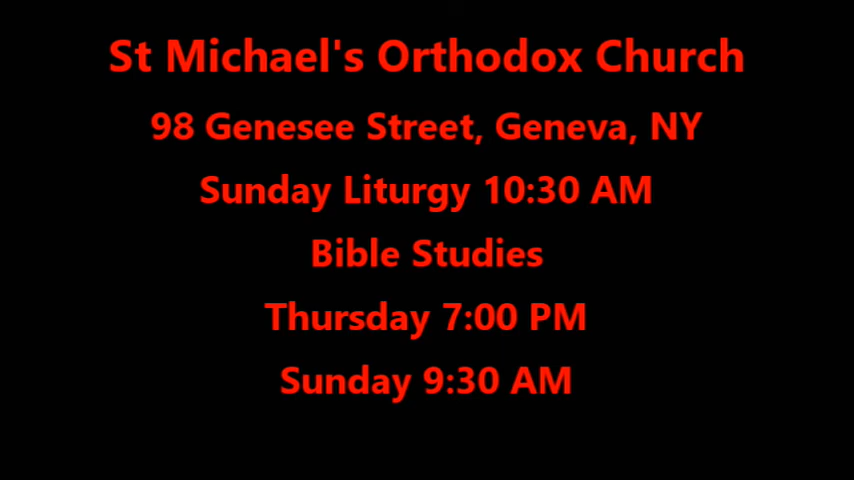 St Michael's Orthodox Church
98 Genesee Street, Geneva, NY
Sunday Liturgy 10:30 AM
Bible Studies
Thursday 7:00 PM
Sunday 9:30 AM